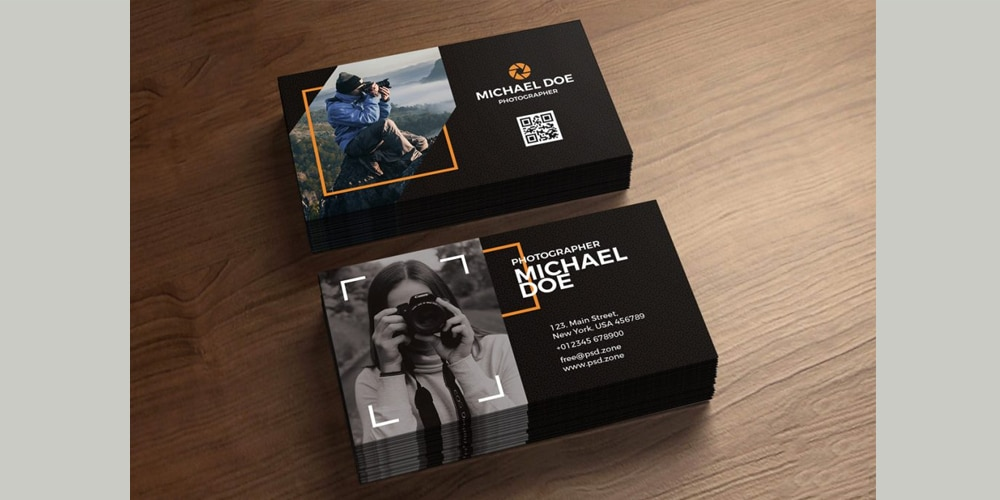 MICHAEL DOE
PHOTOGRAPHER
PHOTOGRAPHER
MICHAEL
DOE
123, Main Street,
New York, USA 456789
+012345 678900
free@psd.zone
www.psd.zone
Canon